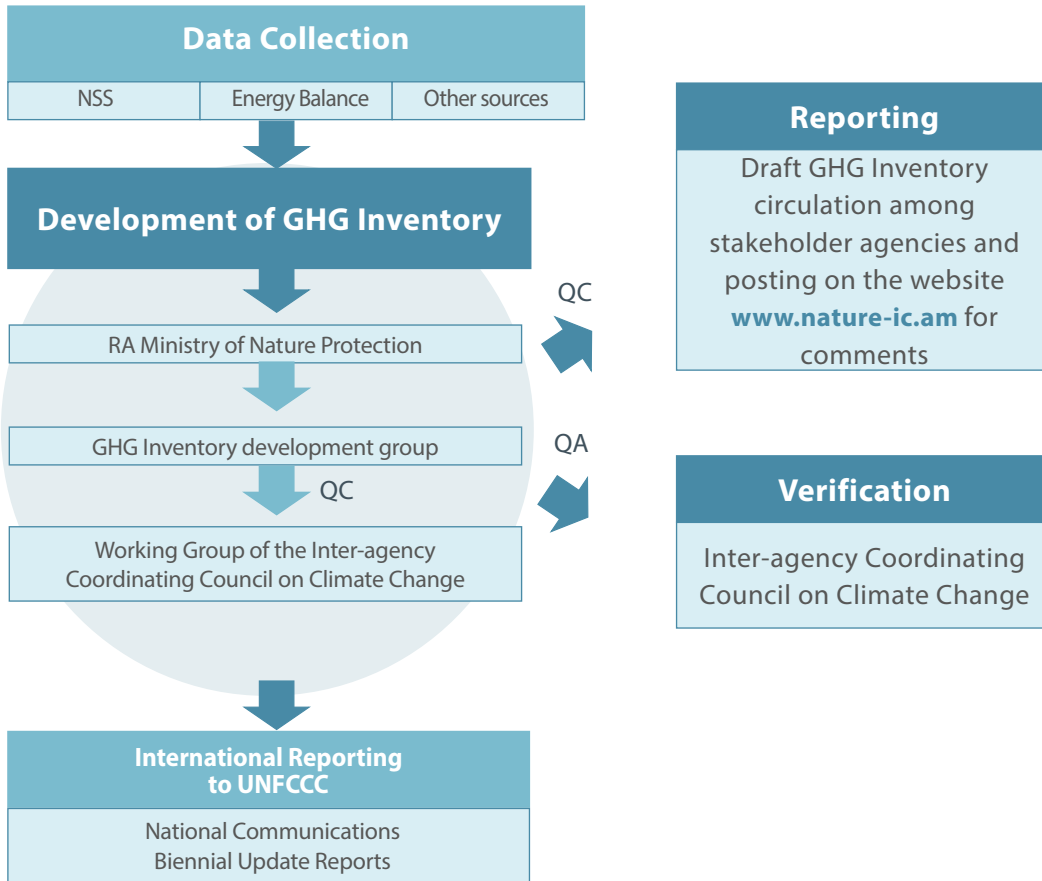 Data Collection
NSS
Energy Balance
Other sources
Development of GHG Inventory
RA Ministry of Nature Protection
GHG Inventory development group
QC
Working Group of the Inter-agency
Coordinating Council on Climate Change
International Reporting
to UNFCCC
National Communications
Biennial Update Reports
QC
Reporting
Draft GHG Inventory
circulation among
stakeholder agencies and
posting on the website
www.nature-ic.am for
comments
QA
Verification
Inter-agency Coordinating
Council on Climate Change